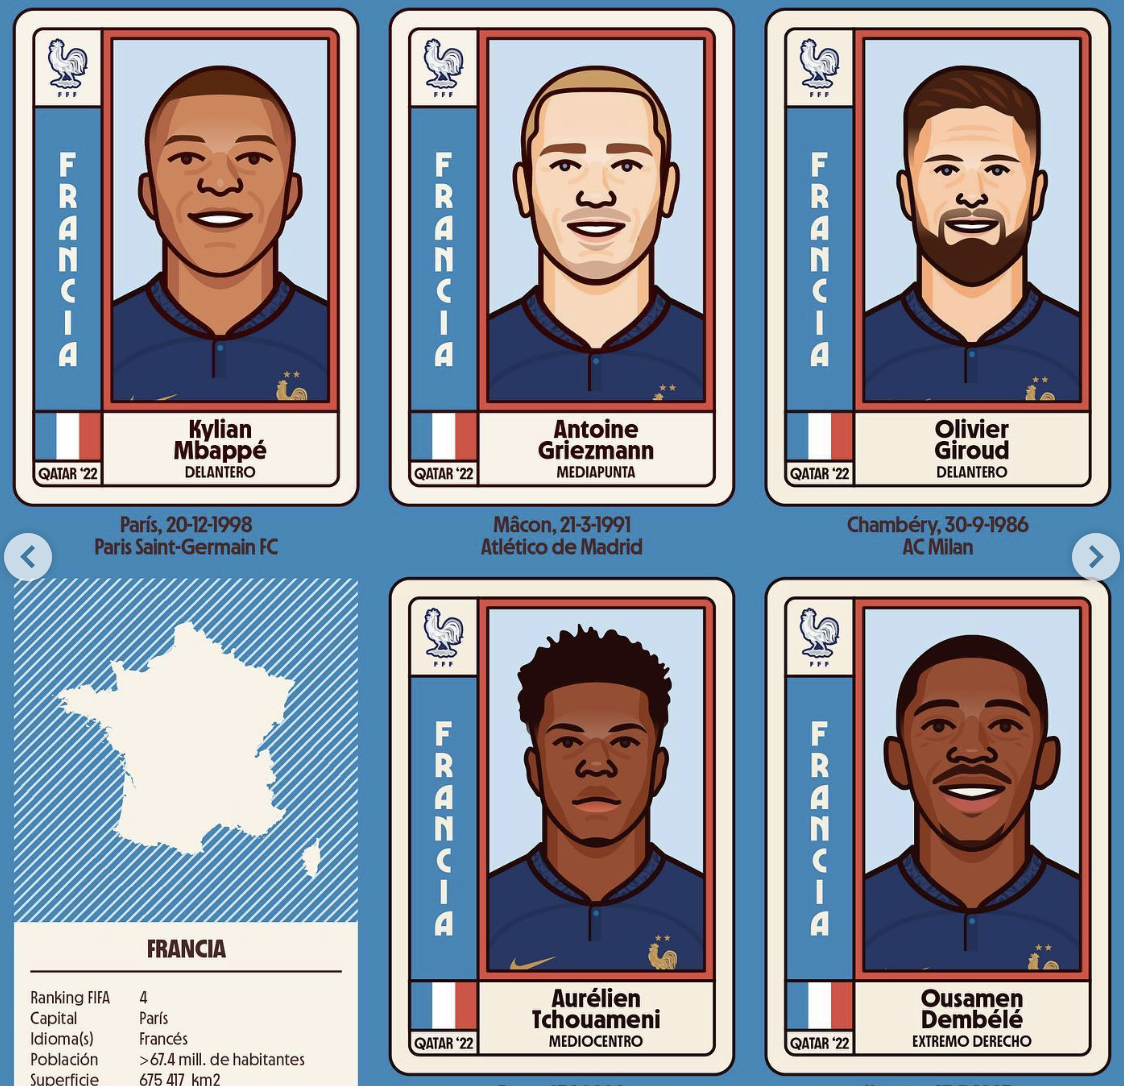 FFF
FRANCIA
QATAR '22
Kylian
Mbappé
DELANTERO
París, 20-12-1998
Paris Saint-Germain FC
FFF
FRANCIA
QATAR '22
Antoine
Griezmann
MEDIAPUNTA
Mâcon, 21-3-1991
Atlético de Madrid
FFF
FRANCIA
QATAR '22
Olivier
Giroud
DELANTERO
Chambéry, 30-9-1986
AC Milan
FRANCIA
Ranking FIFA 4
Capital París
Idioma(s) Francés
Población >67.4 mill. de habitantes
Superficie 675 417 km2
FFF
FRANCIA
QATAR '22
Aurélien
Tchouameni
MEDIOCENTRO
FFF
FRANCIA
QATAR '22
Ousamen
Dembélé
EXTREMO DERECHO